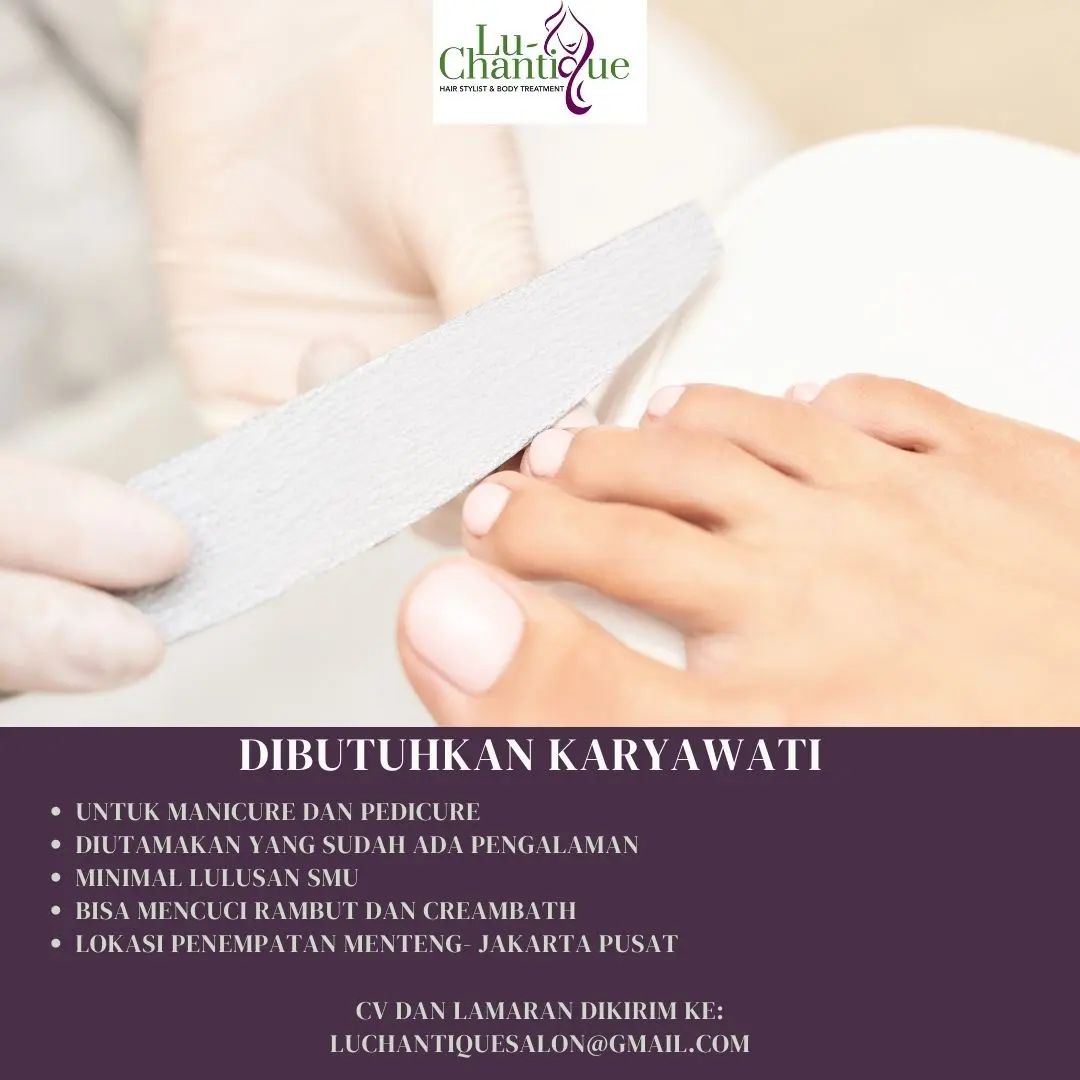 Lu-
Chantique
HAIR STYLIST & BODY TREATMENT
DIBUTUHKAN KARYAWATI
• UNTUK MANICURE DAN PEDICURE
• DIUTAMAKAN YANG SUDAH ADA PENGALAMAN
• MINIMAL LULUSAN SMU
• BISA MENCUCI RAMBUT DAN CREAMBATH
• LOKASI PENEMPATAN MENTENG- JAKARTA PUSAT
CV DAN LAMARAN DIKIRIM KE:
LUCHANTIQUESALON@GMAIL.COM